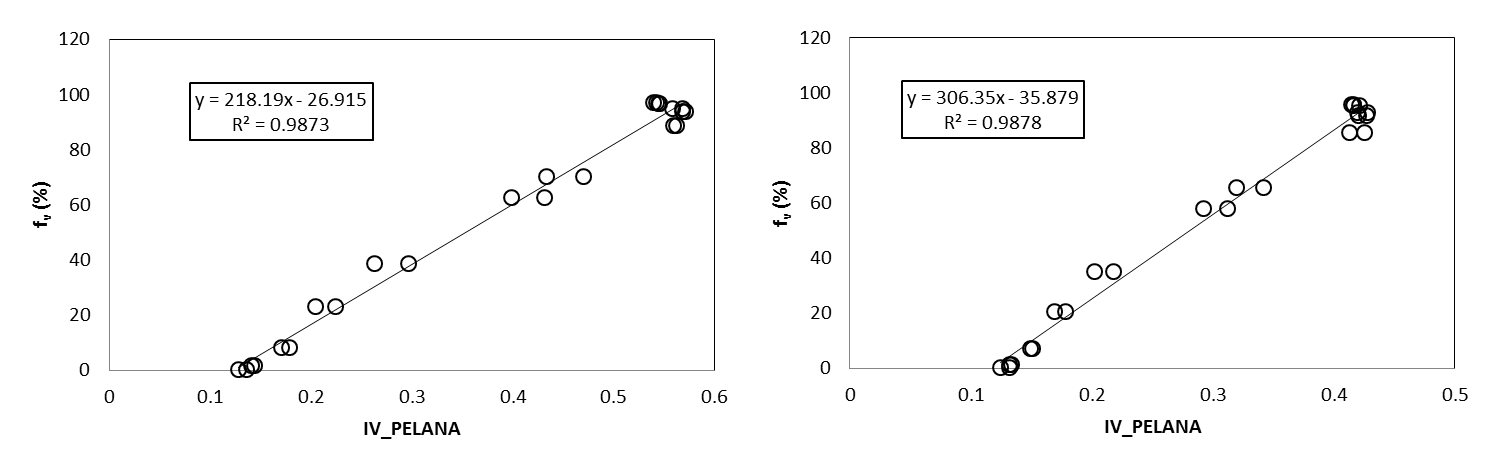 120
100
80
60
40
20
0
f_v (%)
y = 218.19x - 26.915
R² = 0.9873
0 0.1 0.2 0.3 0.4 0.5 0.6
IV_PELANA
120
100
80
60
40
20
0
f_v (%)
y = 306.35x - 35.879
R² = 0.9878
0 0.1 0.2 0.3 0.4 0.5
IV_PELANA